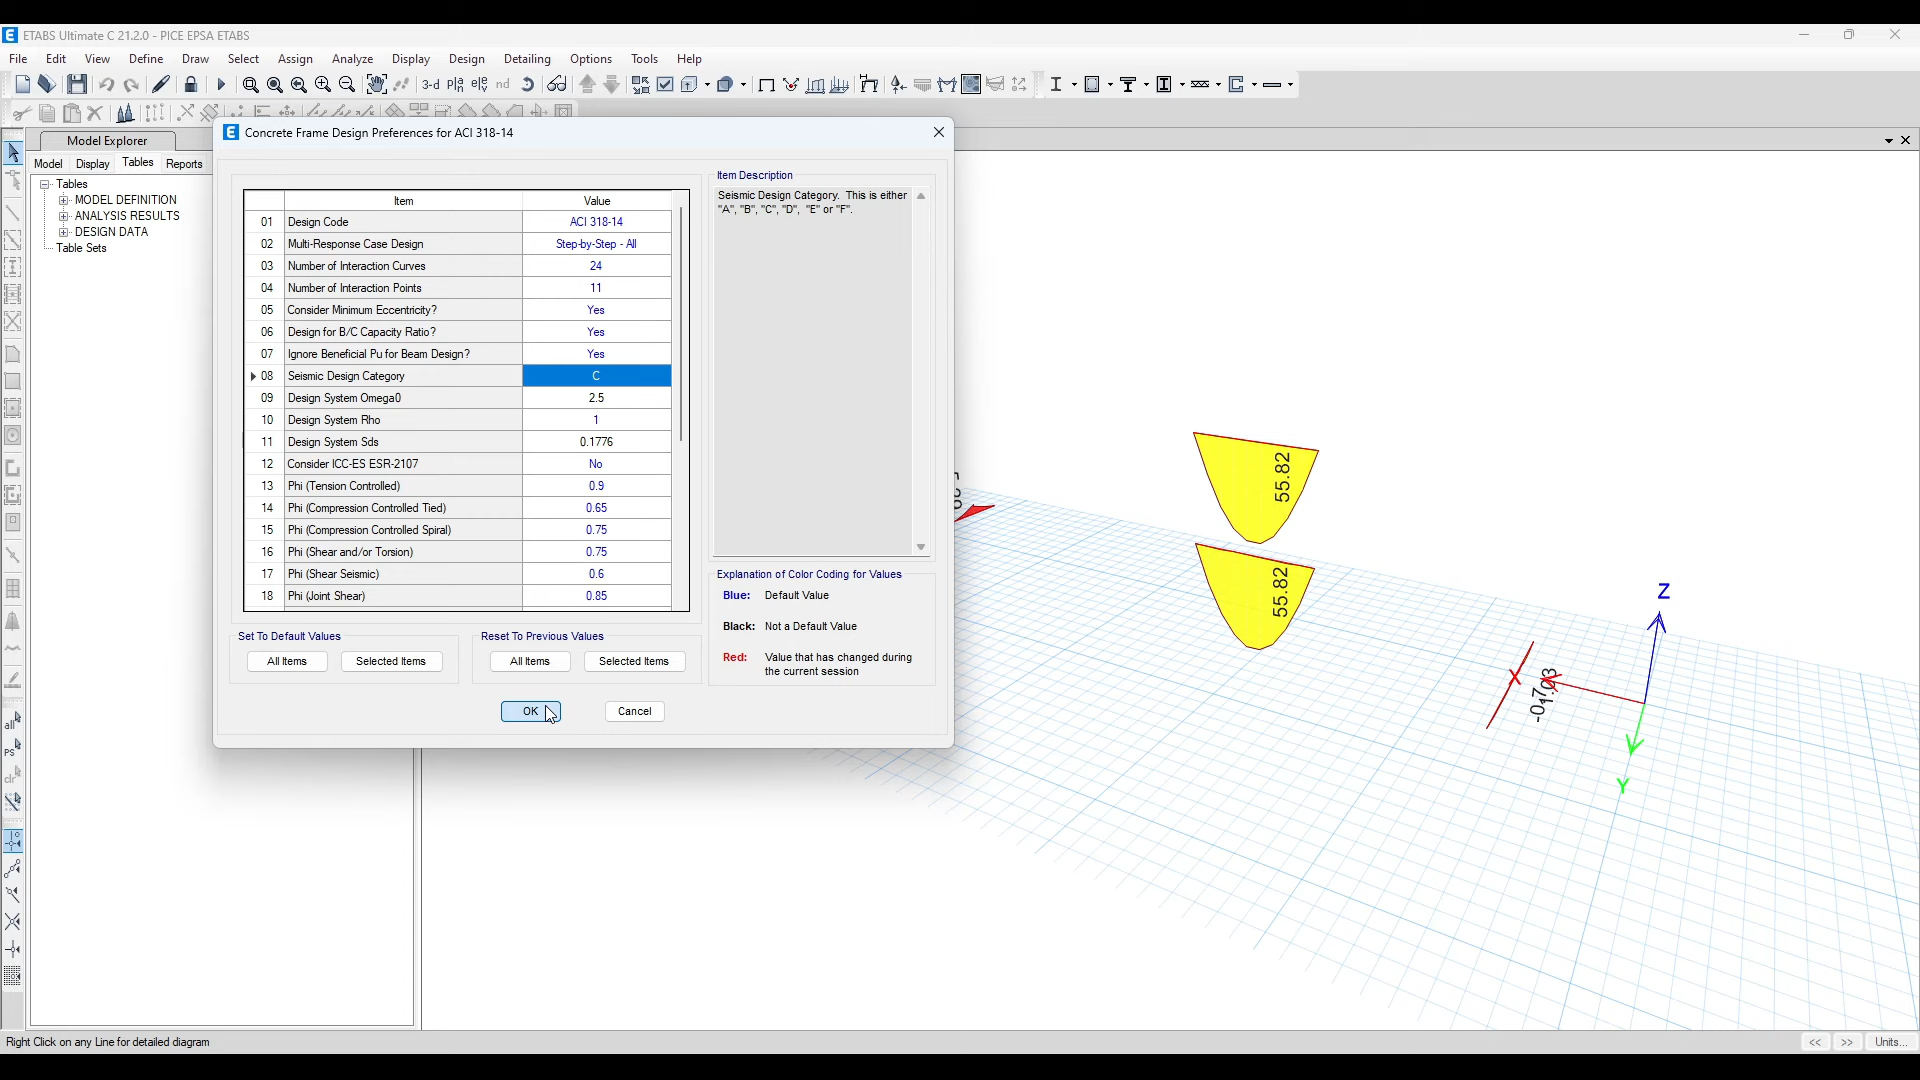 ETABS Ultimate C 21.2.0 - PICE EPSA ETABS
File Edit View Define Draw Select Assign Analyze Display Design Detailing Options Tools Help
3-d pla ele nd
Model Explorer
Model Display Tables Reports
Tables
MODEL DEFINITION
ANALYSIS RESULTS
DESIGN DATA
Table Sets
Concrete Frame Design Preferences for ACI 318-14
Item Value
01 Design Code ACI 318-14
02 Multi-Response Case Design Step-by-Step - All
03 Number of Interaction Curves 24
04 Number of Interaction Points 11
05 Consider Minimum Eccentricity? Yes
06 Design for B/C Capacity Ratio? Yes
07 Ignore Beneficial Pu for Beam Design? Yes
08 Seismic Design Category C
09 Design System Omega0 2.5
10 Design System Rho 1
11 Design System Sds 0.1776
12 Consider ICC-ES ESR-2107 No
13 Phi (Tension Controlled) 0.9
14 Phi (Compression Controlled Tied) 0.65
15 Phi (Compression Controlled Spiral) 0.75
16 Phi (Shear and/or Torsion) 0.75
17 Phi (Shear Seismic) 0.6
18 Phi (Joint Shear) 0.85
Item Description
Seismic Design Category. This is either
"A", "B", "C", "D", "E" or "F".
Set To Default Values
All Items Selected Items
Reset To Previous Values
All Items Selected Items
Explanation of Color Coding for Values
Blue: Default Value
Black: Not a Default Value
Red: Value that has changed during
the current session
OK Cancel
55.82
55.82
Z
X
Y
all
ps
clr
Right Click on any Line for detailed diagram
<< >> Units...